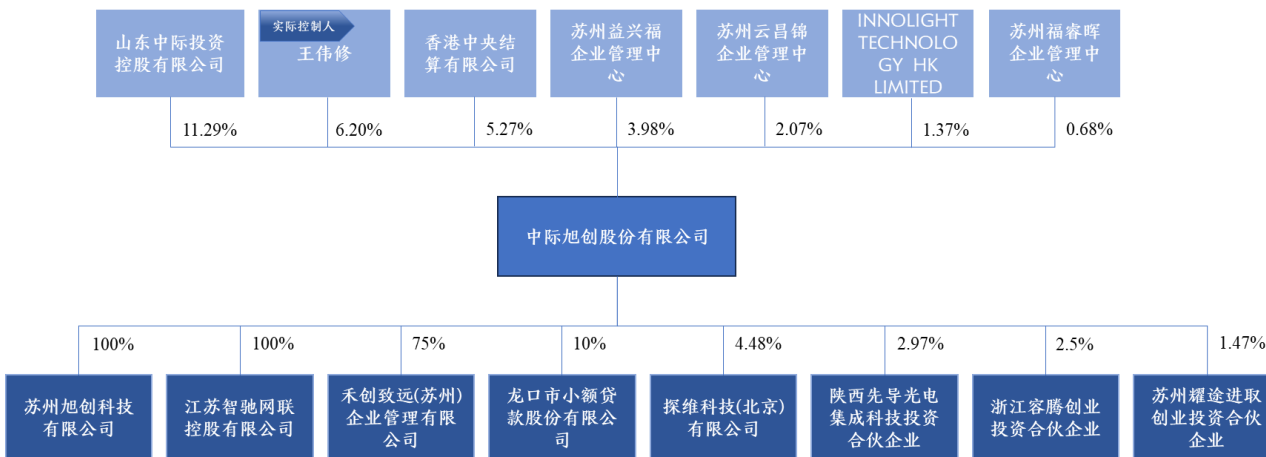 山东中际投资
控股有限公司
实际控制人
王伟修
香港中央结
算有限公司
苏州益兴福
企业管理中
心
苏州云昌锦
企业管理中
心
INNOLIGHT
TECHNOLO
GY HK
LIMITED
苏州福睿晖
企业管理中
心
11.29%
6.20%
5.27%
3.98%
2.07%
1.37%
0.68%
中际旭创股份有限公司
100%
100%
75%
10%
4.48%
2.97%
2.5%
1.47%
苏州旭创科技
有限公司
江苏智驰网联
控股有限公司
禾创致远(苏州)
企业管理有限
公司
龙口市小额贷
款股份有限公
司
探维科技(北京)
有限公司
陕西先导光电
集成科技投资
合伙企业
浙江容腾创业
投资合伙企业
苏州耀途进取
创业投资合伙
企业